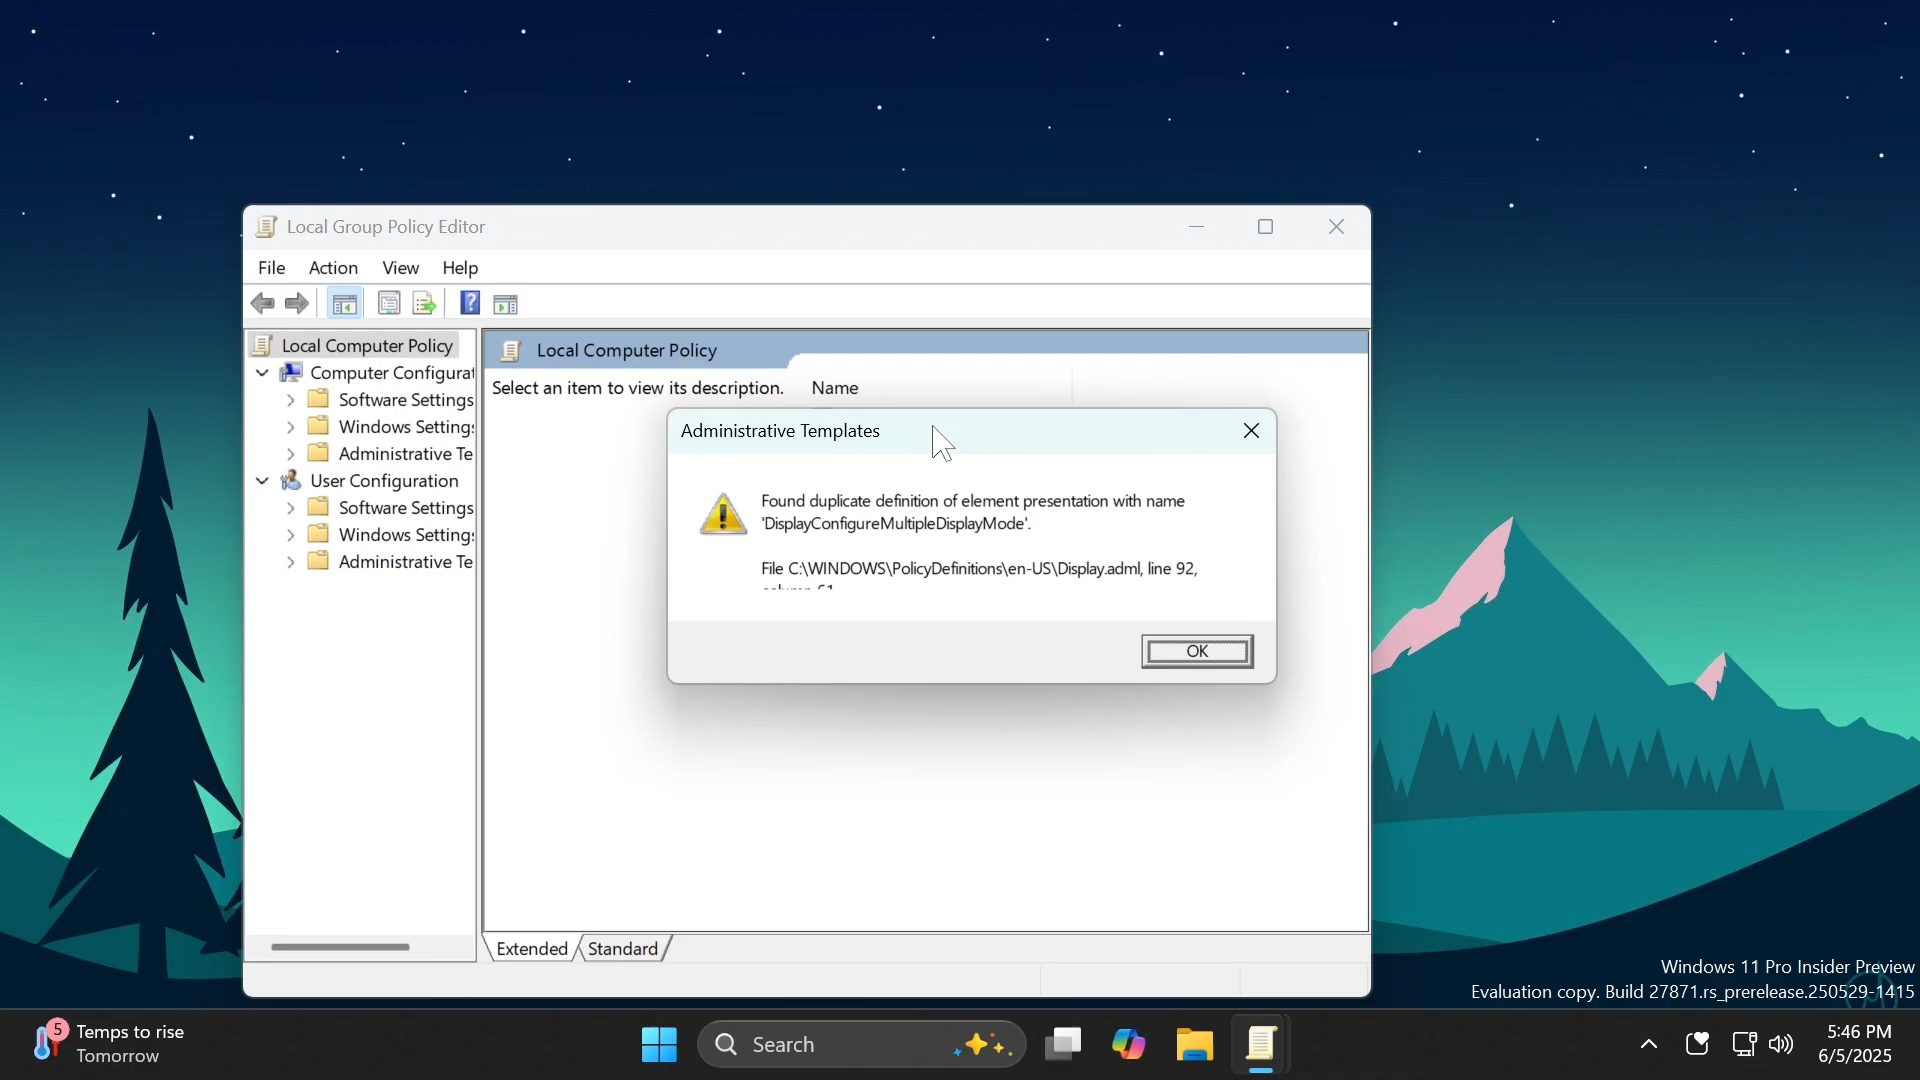 Local Group Policy Editor
File Action View Help
Local Computer Policy
Computer Configurat
Software Settings
Windows Setting
Administrative Te
User Configuration
Software Settings
Windows Setting
Administrative Te
Local Computer Policy
Select an item to view its description.
Name
Administrative Templates
Found duplicate definition of element presentation with name
'DisplayConfigureMultipleDisplayMode'.
File C:\WINDOWS\PolicyDefinitions\en-US\Display.adml, line 92,
OK
Extended Standard
Windows 11 Pro Insider Preview
Evaluation copy. Build 27871.rs_prerelease.250529-1415
5
Temps to rise
Tomorrow
Search
5:46 PM
6/5/2025